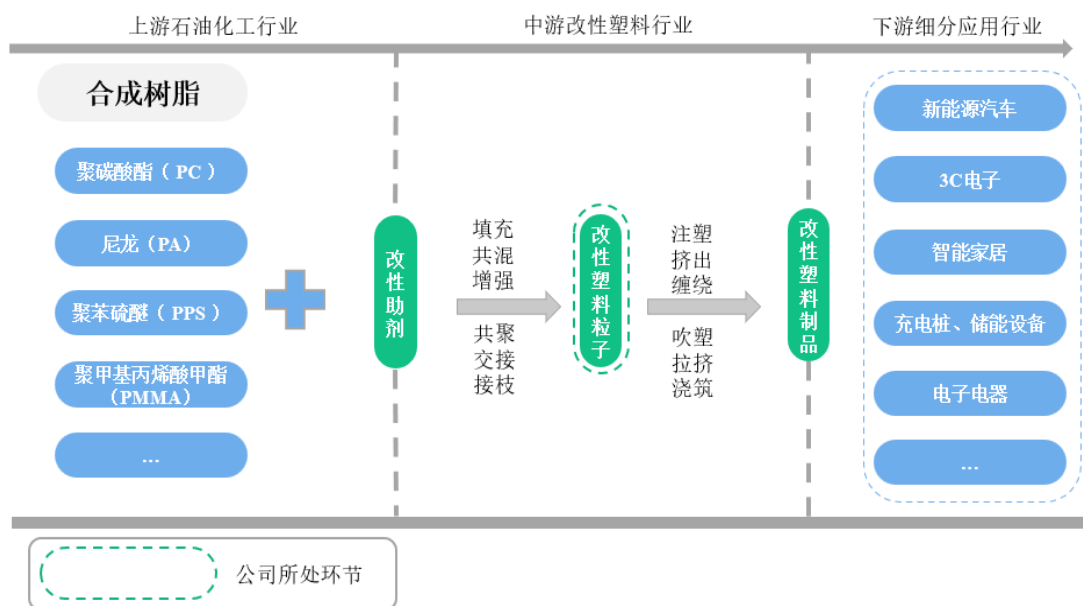 上游石油化工行业
中游改性塑料行业
下游细分应用行业
合成树脂
聚碳酸酯（PC）
尼龙（PA）
聚苯硫醚（PPS）
聚甲基丙烯酸甲酯
（PMMA）
...
改性助剂
填充
共混
增强
共聚
交接
接枝
改性塑料粒子
注塑
挤出
缠绕
吹塑
拉挤
浇筑
改性塑料制品
新能源汽车
3C电子
智能家居
充电桩、储能设备
电子电器
...
公司所处环节